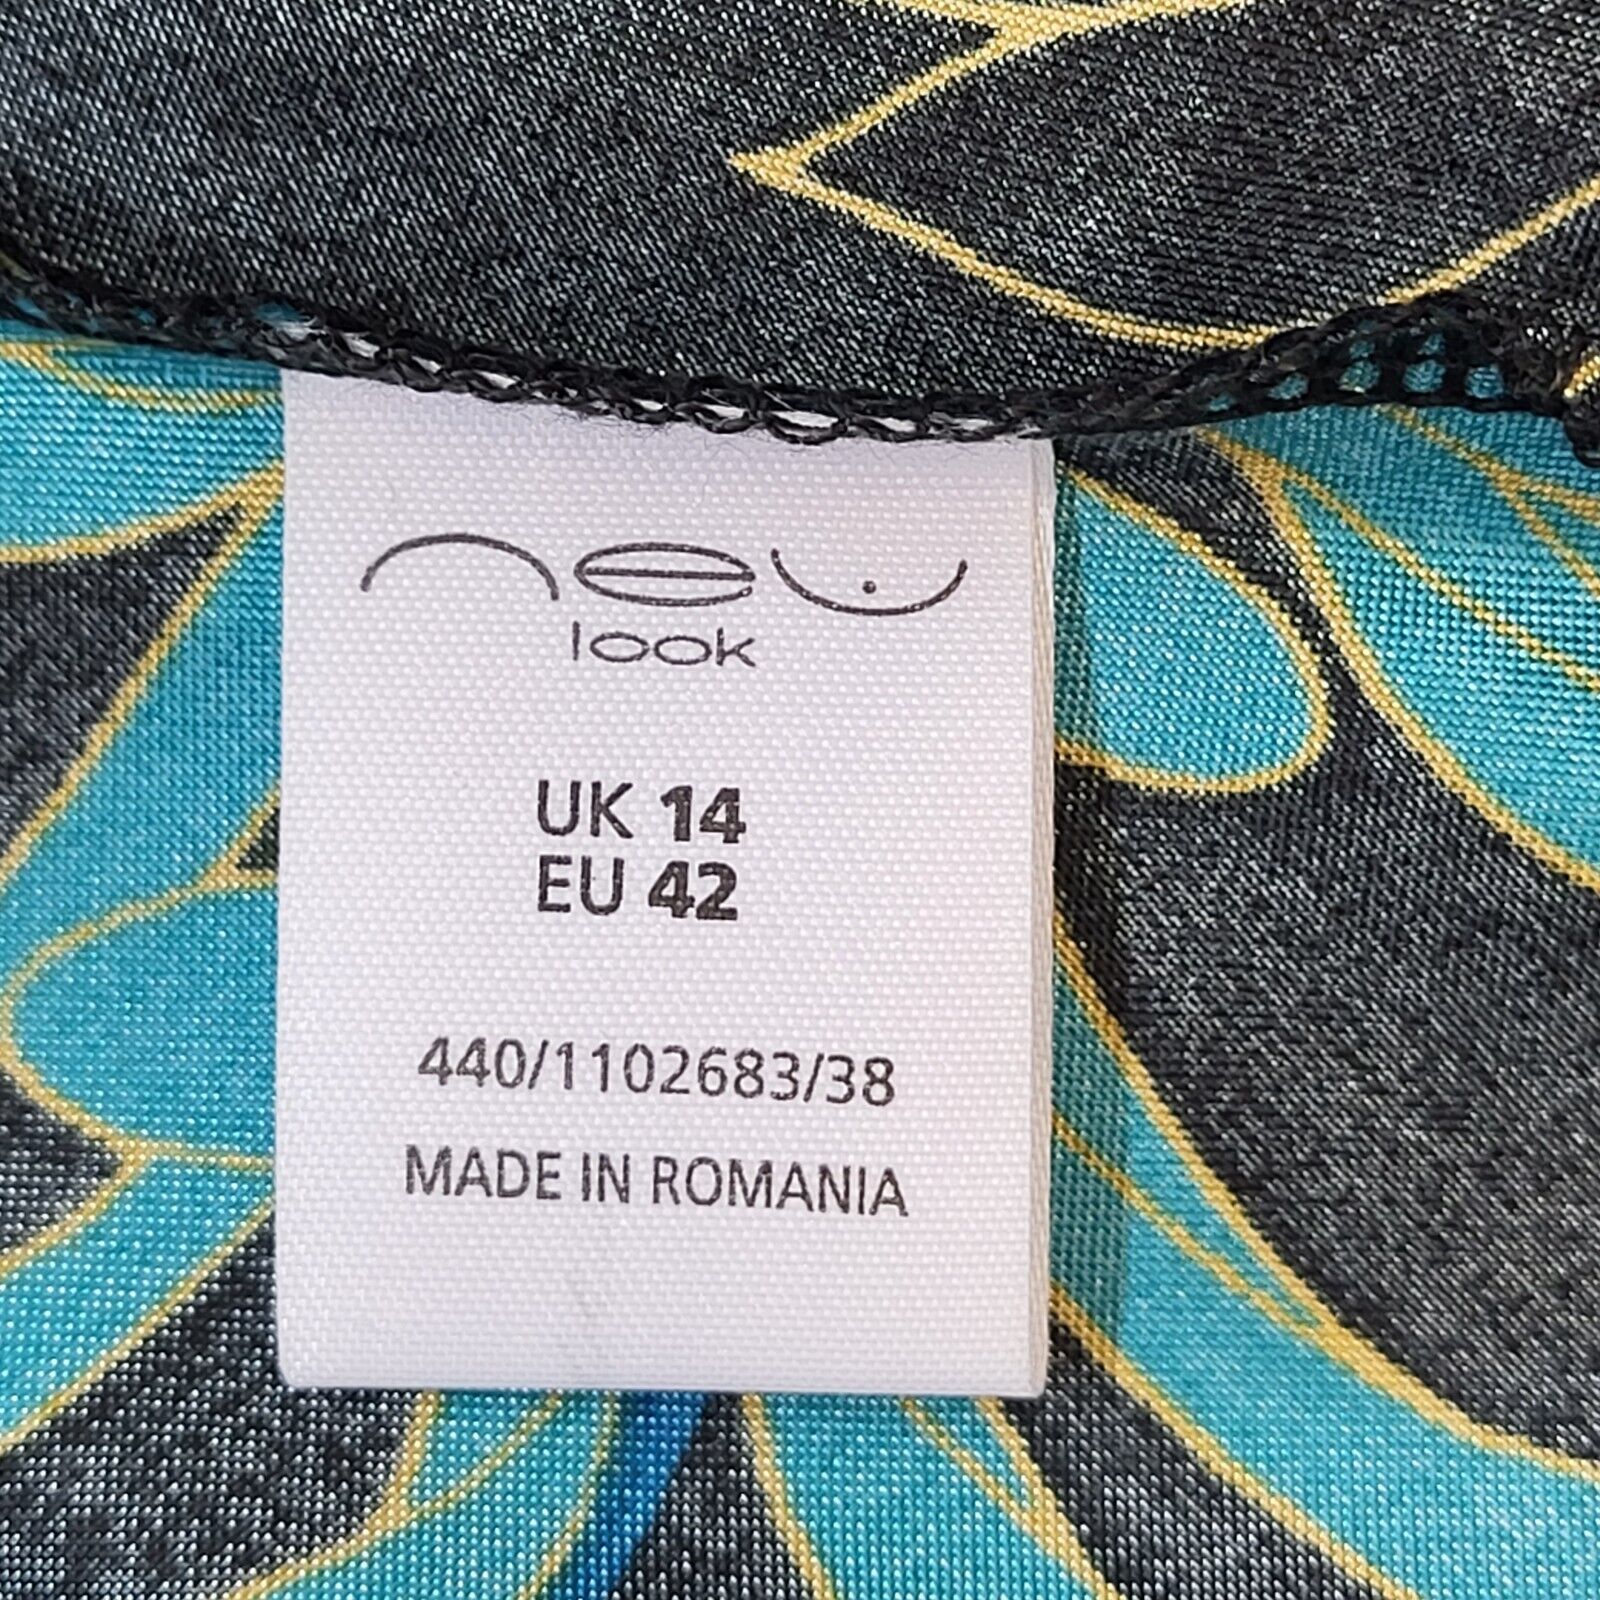 new
look
UK 14
EU 42
440/1102683/38
MADE IN ROMANIA